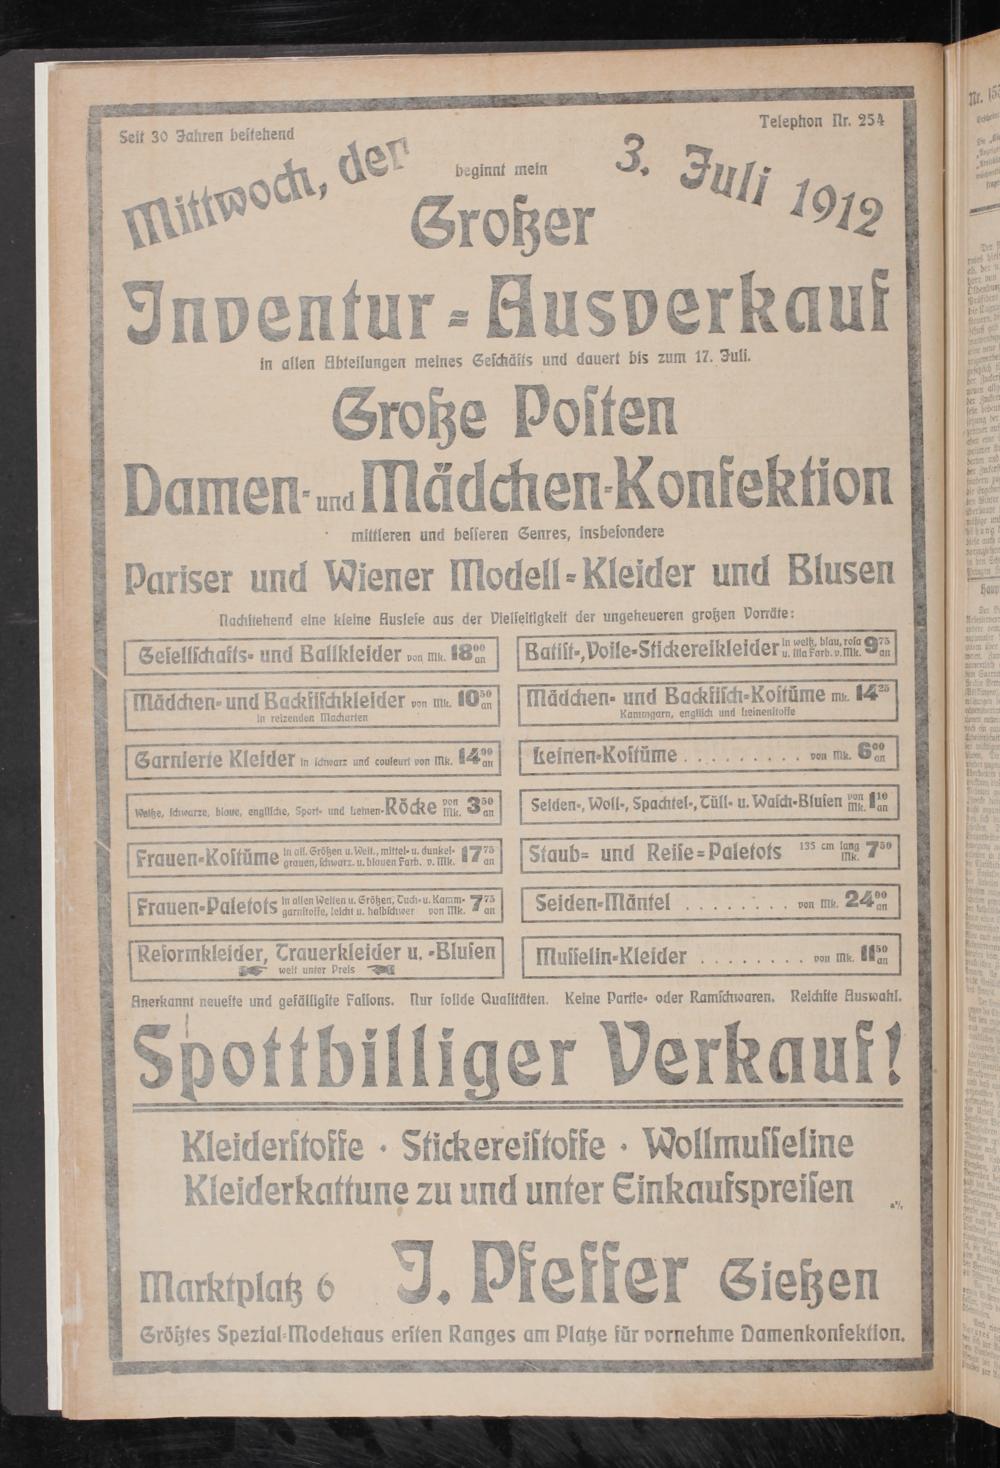 Seit 30 Jahren beſtehend
Telephon Nr. 254
Mittwoch, den 3. Juli 1912
beginnt mein
Großer
Inventur-Ausverkauf
in allen Abteilungen meines Geſchäfts und dauert bis zum 17. Juli.
Große Poſten
Damen- und Mädchen-Konfektion
mittleren und beſſeren Genres, insbeſondere
Pariser und Wiener Modell-Kleider und Blusen
Nachſtehend eine kleine Ausleſe aus der Vielſeitigkeit der ungeheueren großen Vorräte:
Geſellſchafts- und Ballkleider von Mk. 18⁰⁰ an
Mädchen- und Backfiſchkleider von Mk. 10⁵⁰ an
in reizenden Macharten
Garnierte Kleider in ſchwarz und couleurt von Mk. 14⁰⁰ an
Weiße, ſchwarze, blaue, engliſche, Sport- und Leinen-Röcke von Mk. 3⁵⁰ an
Frauen-Koſtüme in all. Größen u. Weit., mittel- u. dunkel-
grauen, ſchwarz. u. blauen Farb. v. Mk. 17⁷⁵ an
Frauen-Paletots in allen Weiten u. Größen, Tuch- u. Kamm-
garnſtoffe, leicht u. halbſchwer von Mk. 7⁷⁵ an
Reformkleider, Trauerkleider u. -Bluſen
weit unter Preis
Batiſt-, Voile-Stickereikleider in weiß, blau, roſa
u. lila Farb. v. Mk. 9⁷⁵ an
Mädchen- und Backfiſch-Koſtüme Mk. 14²⁵
Kammgarn, engliſch und Leinenſtoffe
Leinen-Koſtüme . . . . . . . . . von Mk. 6⁰⁰ an
Seiden-, Woll-, Spachtel-, Tüll- u. Waſch-Bluſen von Mk. 1¹⁰ an
Staub- und Reiſe-Paletots 135 cm lang Mk. 7⁵⁰
Seiden-Mäntel . . . . . . . . von Mk. 24⁰⁰ an
Muſſelin-Kleider . . . . . . . . von Mk. 11⁵⁰ an
Anerkannt neueſte und gefälligſte Faſſons. Nur ſolide Qualitäten. Keine Partie- oder Ramſchwaren. Reichſte Auswahl.
Spottbilliger Verkauf!
Kleiderſtoffe · Stickereiſtoffe · Wollmuſſeline
Kleiderkattune zu und unter Einkaufspreiſen
Marktplatz 6 J. Pfeffer Gießen
Größtes Spezial-Modehaus erſten Ranges am Platze für vornehme Damenkonfektion.
Nr. 15